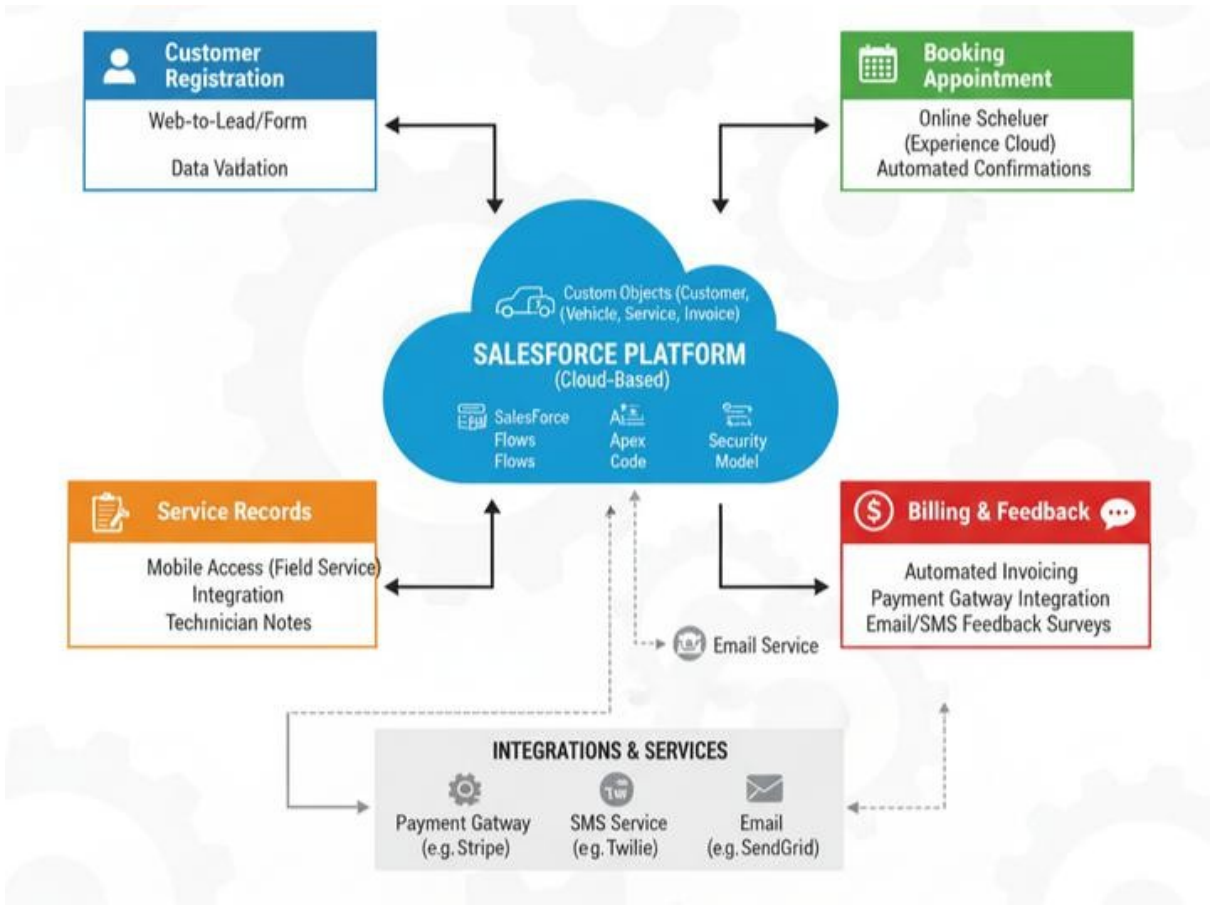 Customer
Registration
Web-to-Lead/Form
Data Vadation
Booking
Appointment
Online Scheluer
(Experience Cloud)
Automated Confirmations
Custom Objects (Customer,
(Vehicle, Service, Invoice)
SALESFORCE PLATFORM
(Cloud-Based)
SalesForce
Flows
Flows
Apex
Code
Security
Model
Service Records
Mobile Access (Field Service)
Integration
Technician Notes
$ Billing & Feedback
Automated Invoicing
Payment Gatway Integration
Email/SMS Feedback Surveys
Email Service
INTEGRATIONS & SERVICES
Payment Gatway
(e.g. Stripe)
SMS Service
(e.g. Twilie)
Email
(e.g. SendGrid)